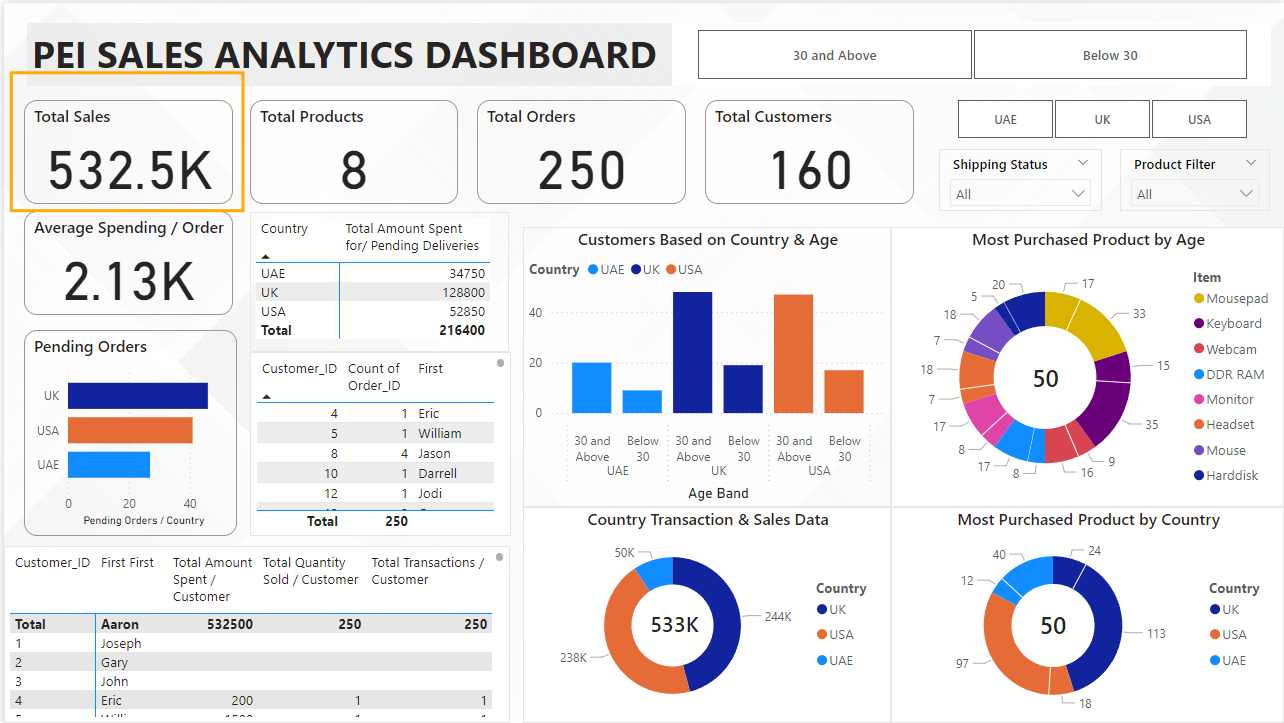 PEI SALES ANALYTICS DASHBOARD
30 and Above
Below 30
Total Sales
532.5K
Total Products
8
Total Orders
250
Total Customers
160
UAE
UK
USA
Shipping Status
All
Product Filter
All
Average Spending / Order
2.13K
Country
Total Amount Spent
for/ Pending Deliveries
UAE 34750
UK 128800
USA 52850
Total 216400
Pending Orders
UK
USA
UAE
0 20 40
Pending Orders / Country
Customer_ID Count of First
Order_ID
4 1 Eric
5 1 William
8 4 Jason
10 1 Darrell
12 1 Jodi
Total 250
Customers Based on Country & Age
Country UAE UK USA
40
20
0
30 and Below 30 and Below 30 and Below
Above 30 Above 30 Above 30
UAE UK USA
Age Band
Most Purchased Product by Age
20
17
5
33
18
7
15
18
50
7
35
17
8
9
17
16
8
Item
Mousepad
Keyboard
Webcam
DDR RAM
Monitor
Headset
Mouse
Harddisk
Customer_ID First First Total Amount Total Quantity Total Transactions /
Spent / Sold / Customer Customer
Customer
Total Aaron 532500 250 250
1 Joseph
2 Gary
3 John
4 Eric 200 1 1
Country Transaction & Sales Data
50K
244K
533K
238K
Country
UK
USA
UAE
Most Purchased Product by Country
40
24
12
50
113
97
18
Country
UK
USA
UAE